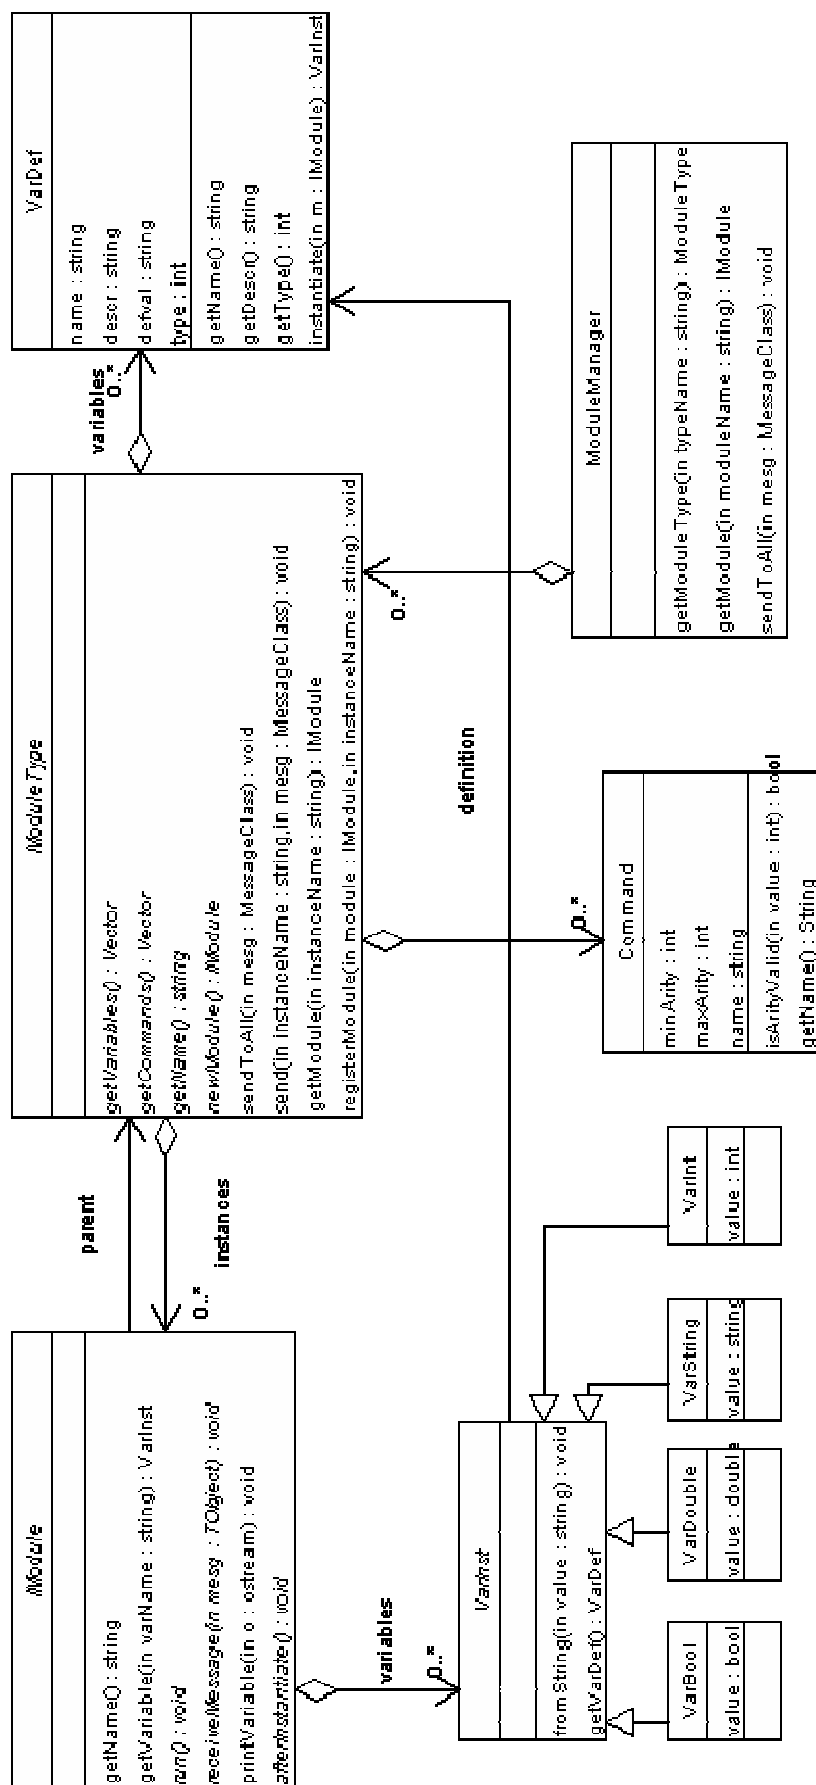 IModule
getName() : string
getVariable(in varName : string) : VarInst
run() : void
receiveMessage(in mesg : TObject) : void
printVariable(in o : ostream) : void
afterInstantiate() : void
parent
instances
0..*
IModuleType
getVariables() : Vector
getCommands() : Vector
getName() : string
newIModule() : IModule
sendToAll(in mesg : MessageClass) : void
send(in instanceName : string,in mesg : MessageClass) : void
getModule(in instanceName : string) : IModule
registerModule(in module : IModule,in instanceName : string) : void
variables
0..*
VarDef
name : string
descr : string
defval : string
type : int
getName() : string
getDescr() : string
getType() : int
instantiate(in m : IModule) : VarInst
variables
0..*
definition
0..*
0..*
VarInst
fromString(in value : string) : void
getVarDef() : VarDef
Command
minArity : int
maxArity : int
name : string
isArityValid(in value : int) : bool
getName() : String
ModuleManager
getModuleType(in typeName : string) : ModuleType
getModule(in moduleName : string) : IModule
sendToAll(in mesg : MessageClass) : void
VarBool
value : bool
VarDouble
value : double
VarString
value : string
VarInt
value : int